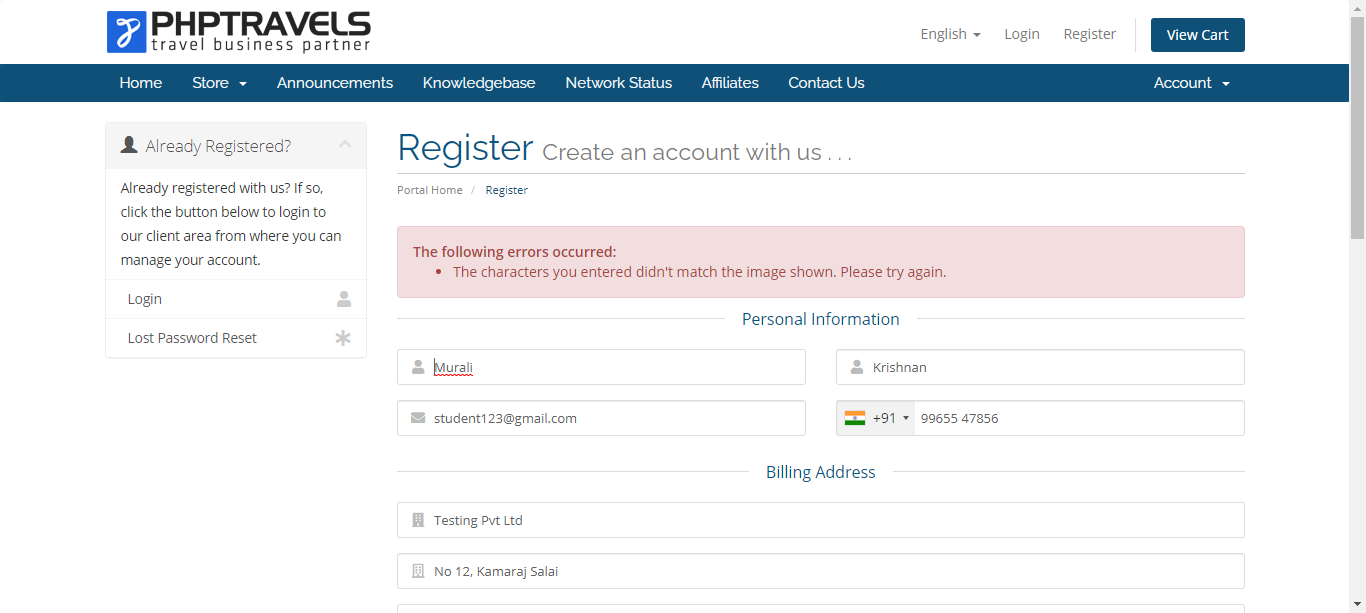 PHPTRAVELS
travel business partner
English
Login
Register
View Cart
Home
Store
Announcements
Knowledgebase
Network Status
Affiliates
Contact Us
Account
Already Registered?
Already registered with us? If so,
click the button below to login to
our client area from where you can
manage your account.
Login
Lost Password Reset
Register Create an account with us . . .
Portal Home / Register
The following errors occurred:
• The characters you entered didn't match the image shown. Please try again.
Personal Information
Murali
Krishnan
student123@gmail.com
+91 99655 47856
Billing Address
Testing Pvt Ltd
No 12, Kamaraj Salai